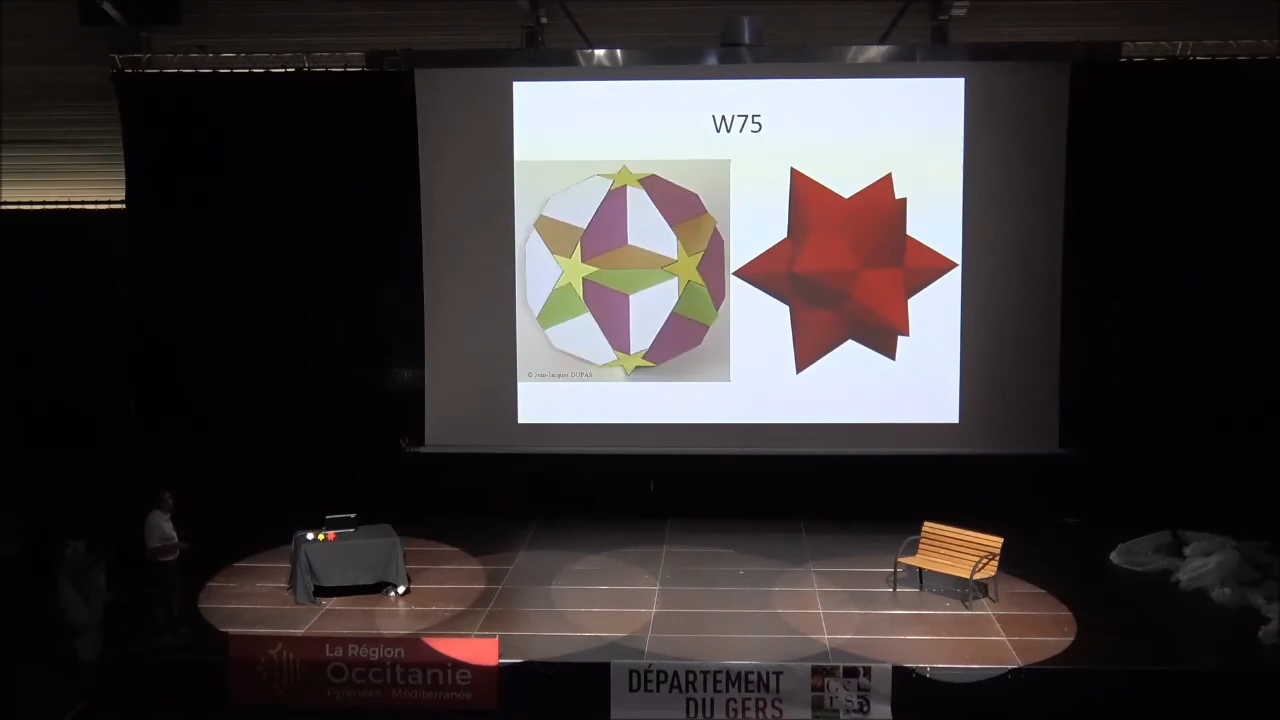 W75
© Jean-Jacques DUPAS
La Région
Occitanie
Pyrénées - Méditerranée
DÉPARTEMENT
DU GERS